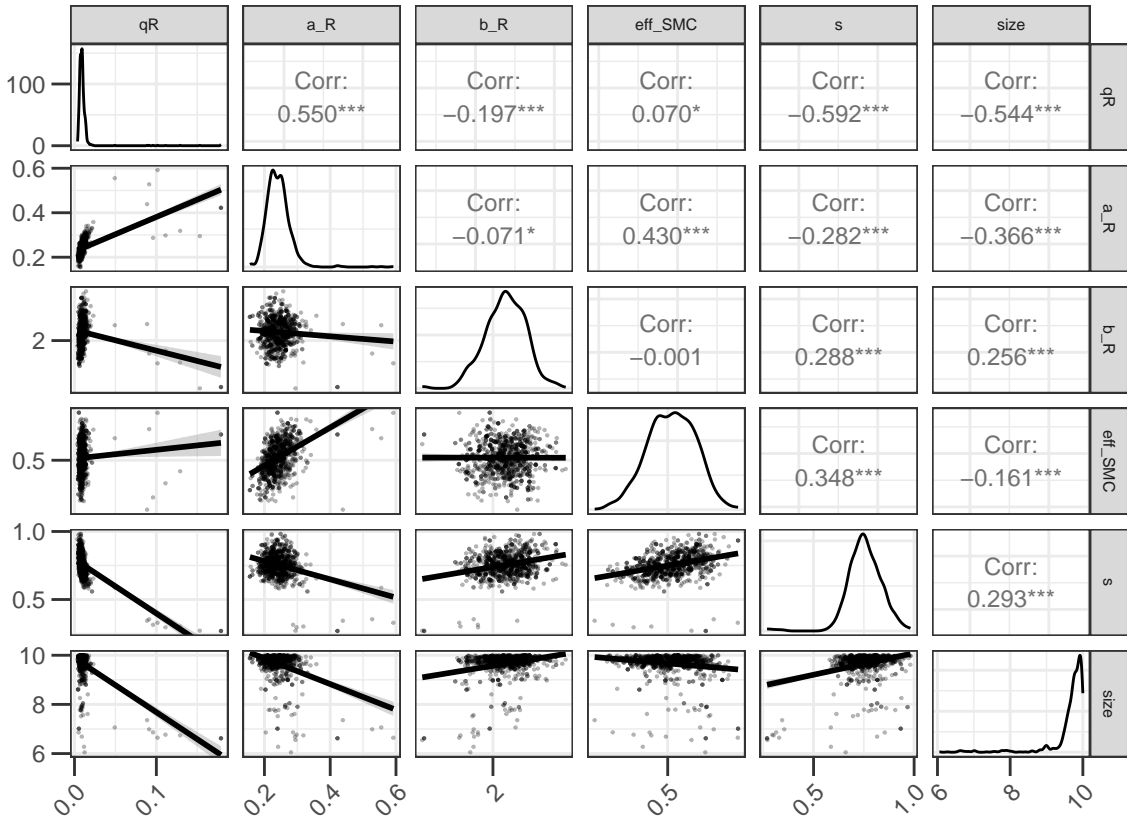 qR a_R b_R eff_SMC s size
Corr: Corr: Corr: Corr: Corr:
100 0.550*** −0.197*** 0.070* −0.592*** −0.544*** qR
0
0.6
Corr: Corr: Corr: Corr:
0.4 −0.071* 0.430*** −0.282*** −0.366*** a_R
0.2
Corr: Corr: Corr:
2 −0.001 0.288*** 0.256*** b_R
Corr: Corr:
0.5 0.348*** −0.161*** eff_SMC
1.0
Corr:
0.5 0.293*** s
10
8 size
6
0.0 0.1 0.2 0.4 0.6 2 0.5 0.5 1.0 6 8 10